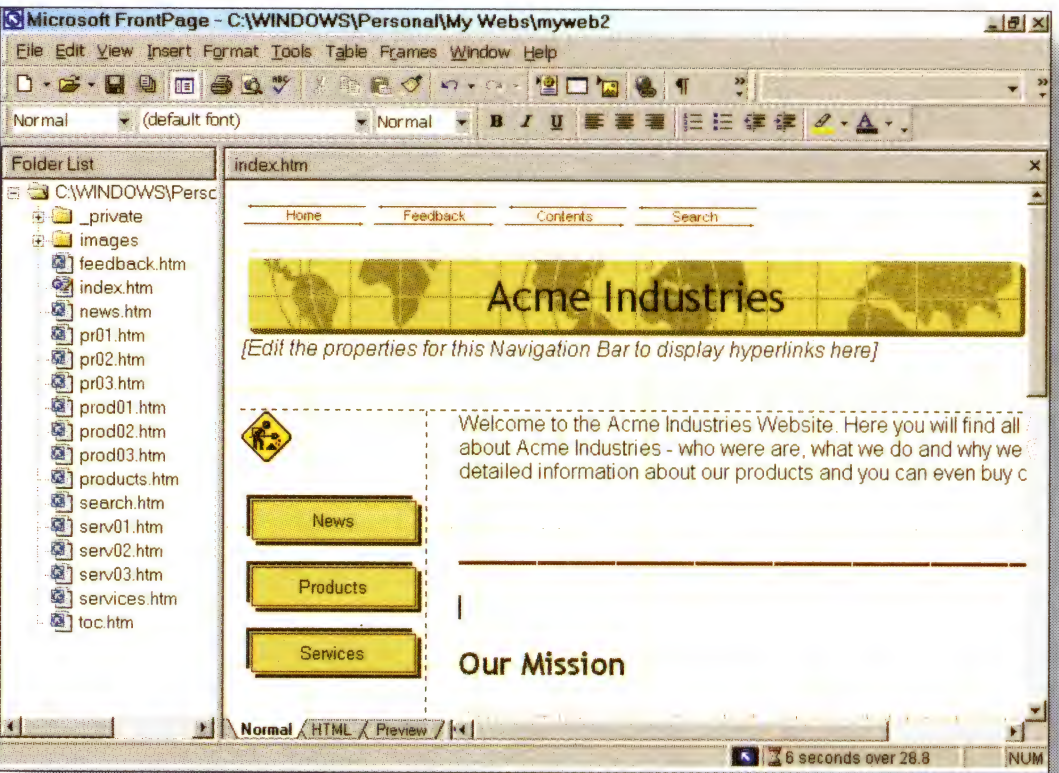 Microsoft FrontPage - C:\WINDOWS\Personal\My Webs\myweb2
File Edit View Insert Format Tools Table Frames Window Help
Normal (default font) Normal B I U A
Folder List
C:\WINDOWS\Persc
_private
images
feedback.htm
index.htm
news.htm
pr01.htm
pr02.htm
pr03.htm
prod01.htm
prod02.htm
prod03.htm
products.htm
search.htm
serv01.htm
serv02.htm
serv03.htm
services.htm
toc.htm
index.htm
Home Feedback Contents Search
Acme Industries
[Edit the properties for this Navigation Bar to display hyperlinks here]
Welcome to the Acme Industries Website. Here you will find all
about Acme Industries - who were are, what we do and why we
detailed information about our products and you can even buy c
News
Products
Services
Our Mission
Normal HTML Preview
6 seconds over 28.8 NUM